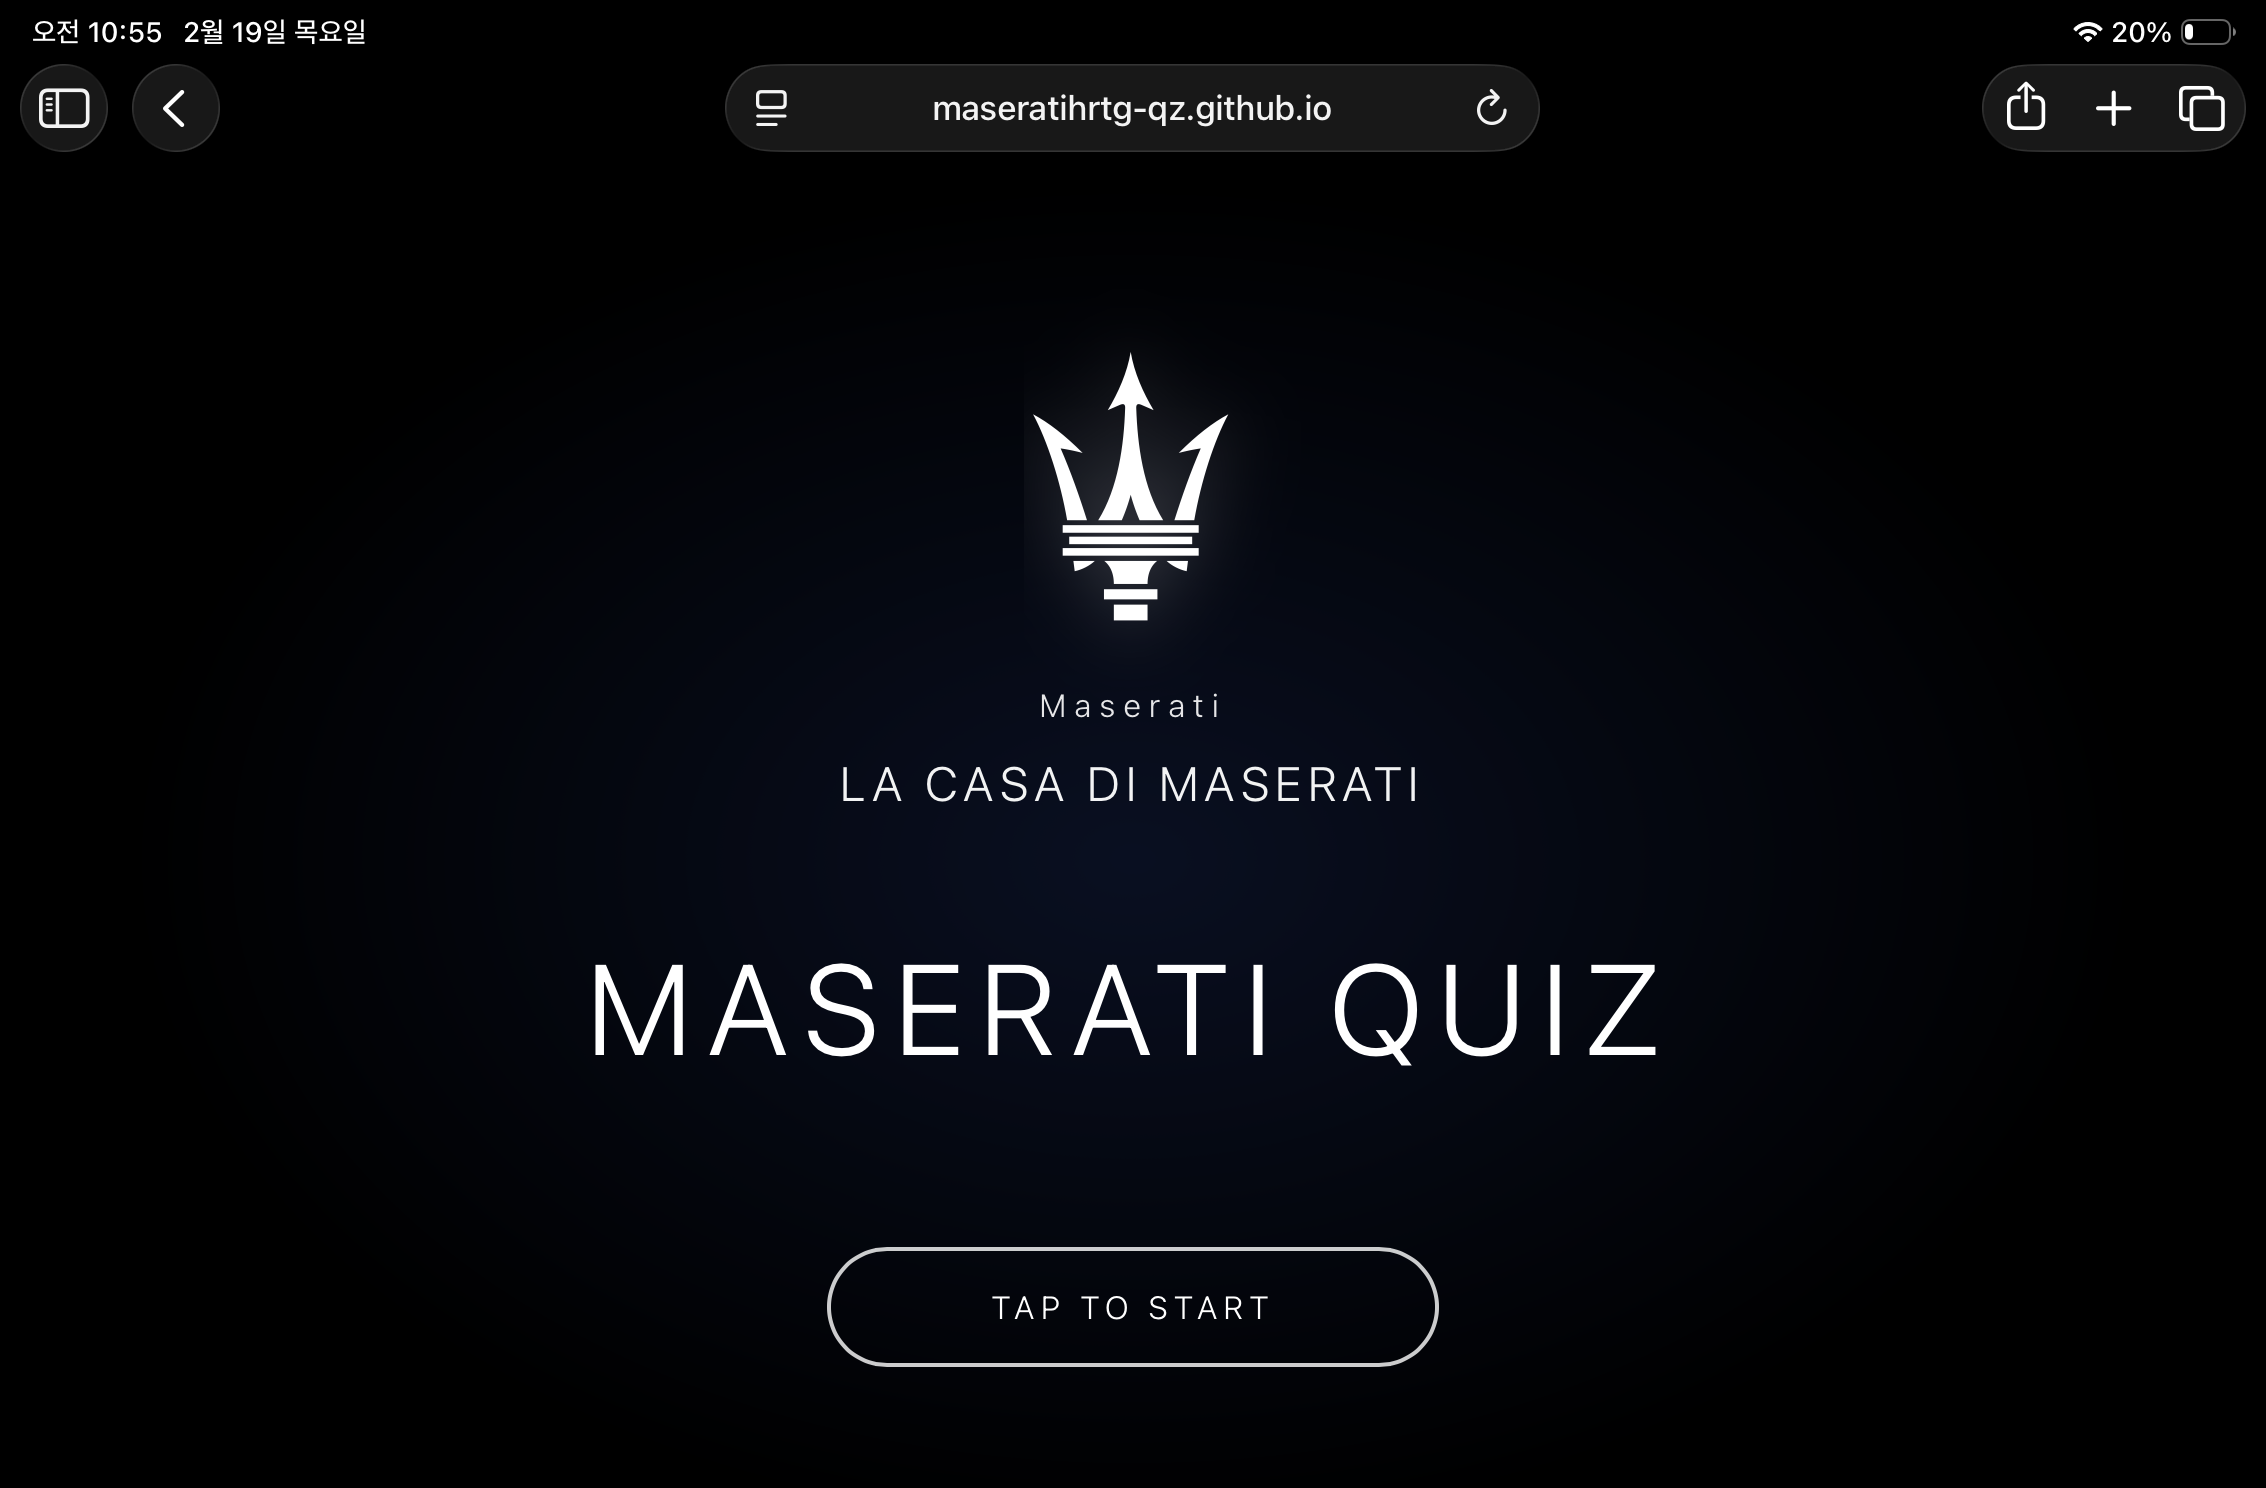 오전 10:55 2월 19일 목요일 20%
maseratihrtg-qz.github.io
Maserati
LA CASA DI MASERATI
MASERATI QUIZ
TAP TO START